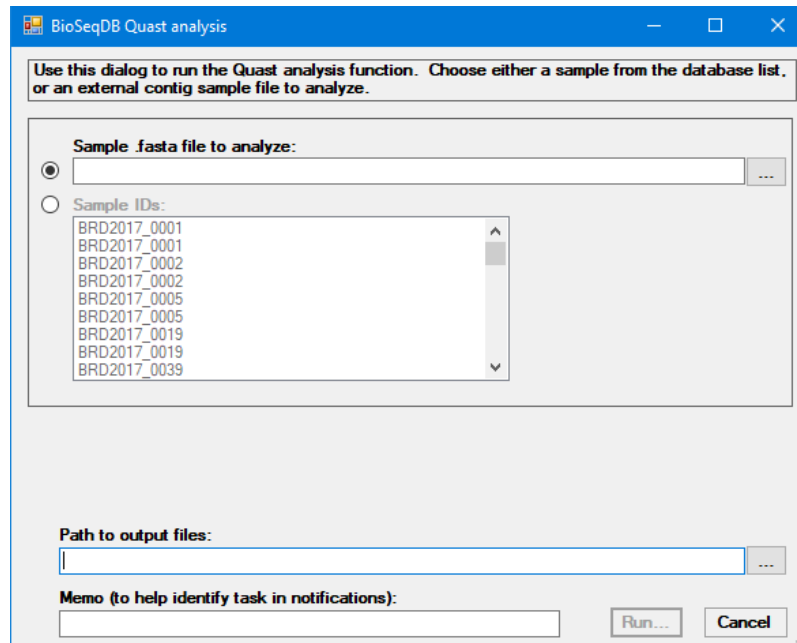 BioSeqDB Quast analysis
Use this dialog to run the Quast analysis function.  Choose either a sample from the database list,
or an external contig sample file to analyze.
Sample .fasta file to analyze:
...
Sample IDs:
BRD2017_0001
BRD2017_0001
BRD2017_0002
BRD2017_0002
BRD2017_0005
BRD2017_0005
BRD2017_0019
BRD2017_0019
BRD2017_0039
Path to output files:
...
Memo (to help identify task in notifications):
Run... Cancel